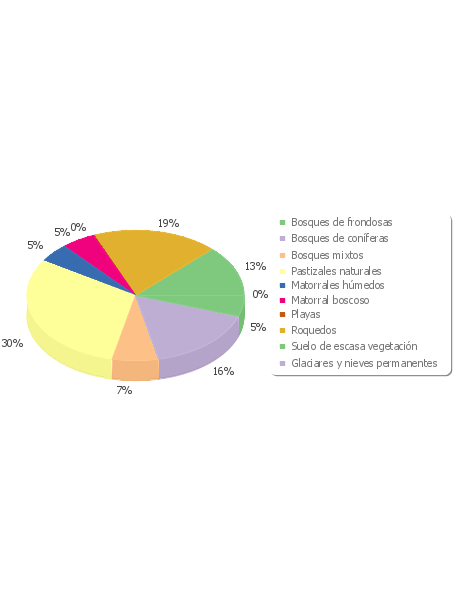 19%
0%
5%
5%
13%
0%
5%
30%
16%
7%
Bosques de frondosas
Bosques de coníferas
Bosques mixtos
Pastizales naturales
Matorrales húmedos
Matorral boscoso
Playas
Roquedos
Suelo de escasa vegetación
Glaciares y nieves permanentes